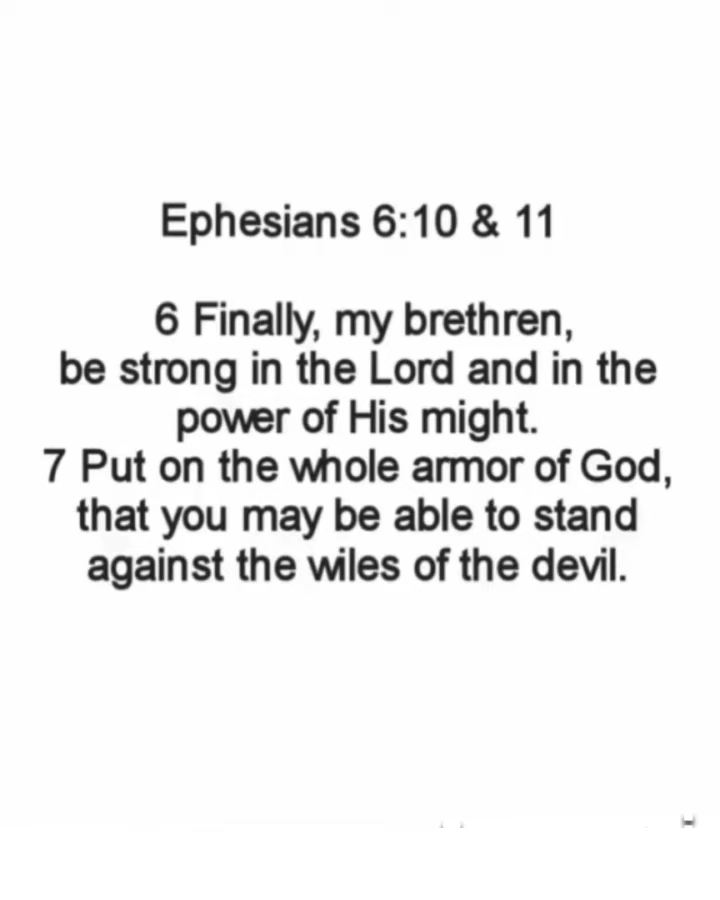 Ephesians 6:10 & 11
6 Finally, my brethren,
be strong in the Lord and in the
power of His might.
7 Put on the whole armor of God,
that you may be able to stand
against the wiles of the devil.